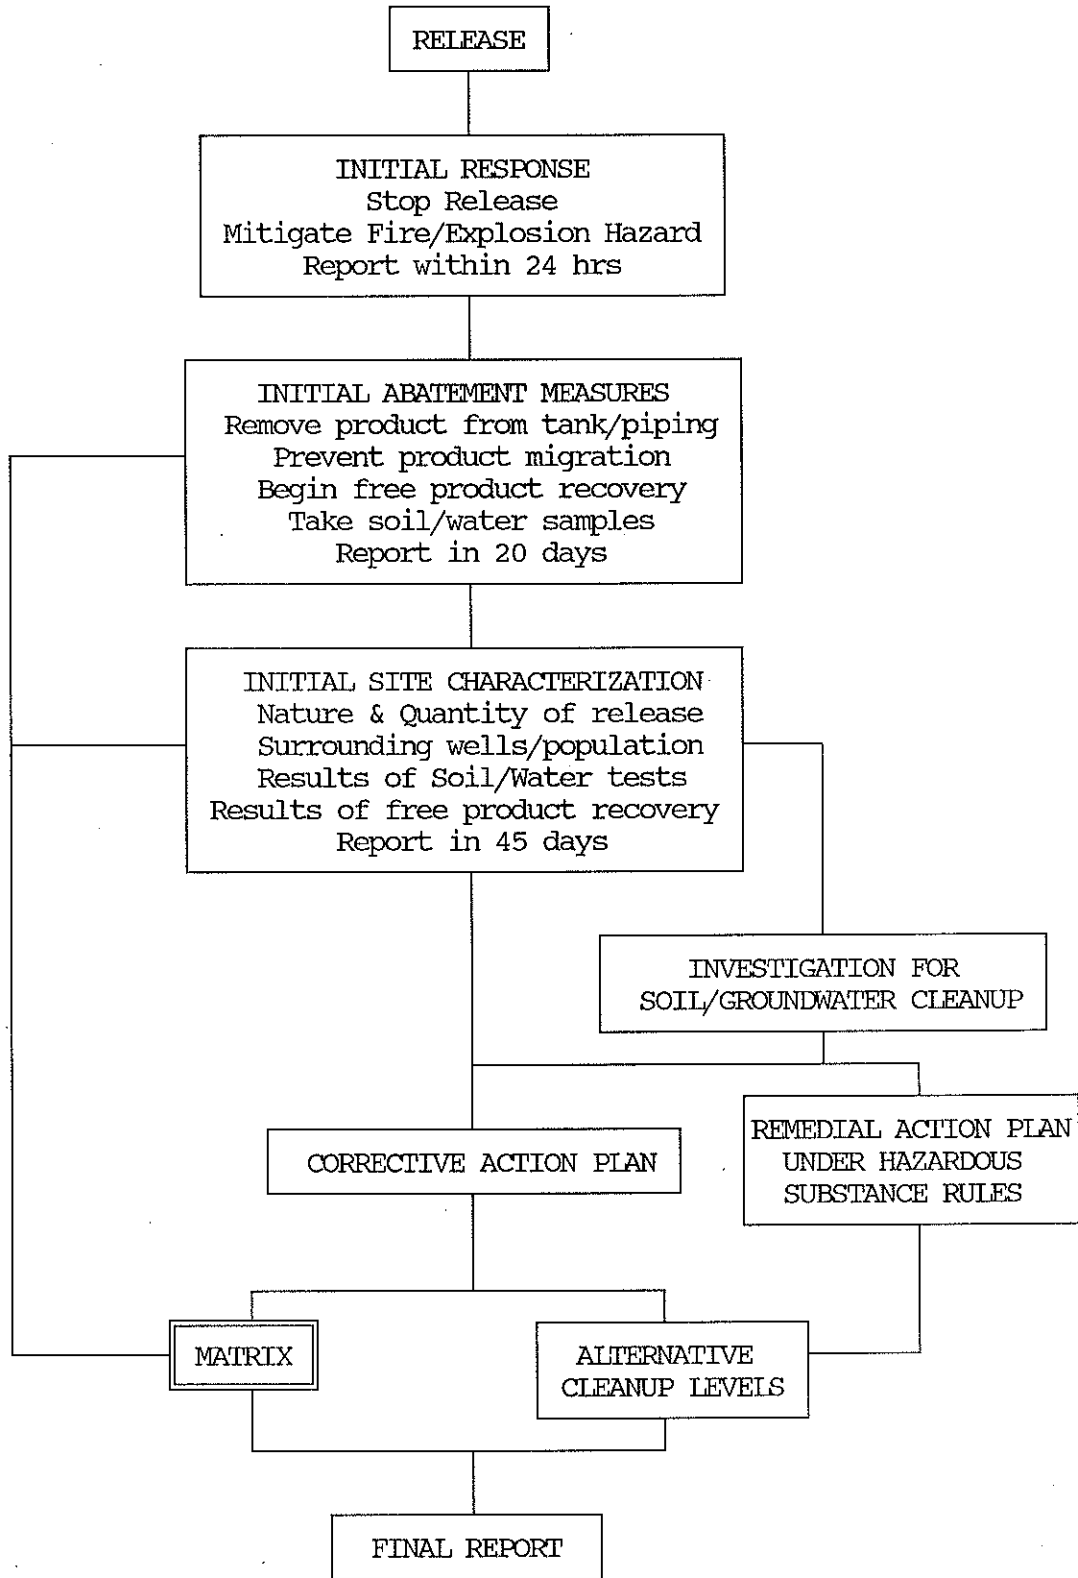 RELEASE
INITIAL RESPONSE
Stop Release
Mitigate Fire/Explosion Hazard
Report within 24 hrs
INITIAL ABATEMENT MEASURES
Remove product from tank/piping
Prevent product migration
Begin free product recovery
Take soil/water samples
Report in 20 days
INITIAL SITE CHARACTERIZATION
Nature & Quantity of release
Surrounding wells/population
Results of Soil/Water tests
Results of free product recovery
Report in 45 days
INVESTIGATION FOR
SOIL/GROUNDWATER CLEANUP
CORRECTIVE ACTION PLAN
REMEDIAL ACTION PLAN
UNDER HAZARDOUS
SUBSTANCE RULES
MATRIX
ALTERNATIVE
CLEANUP LEVELS
FINAL REPORT